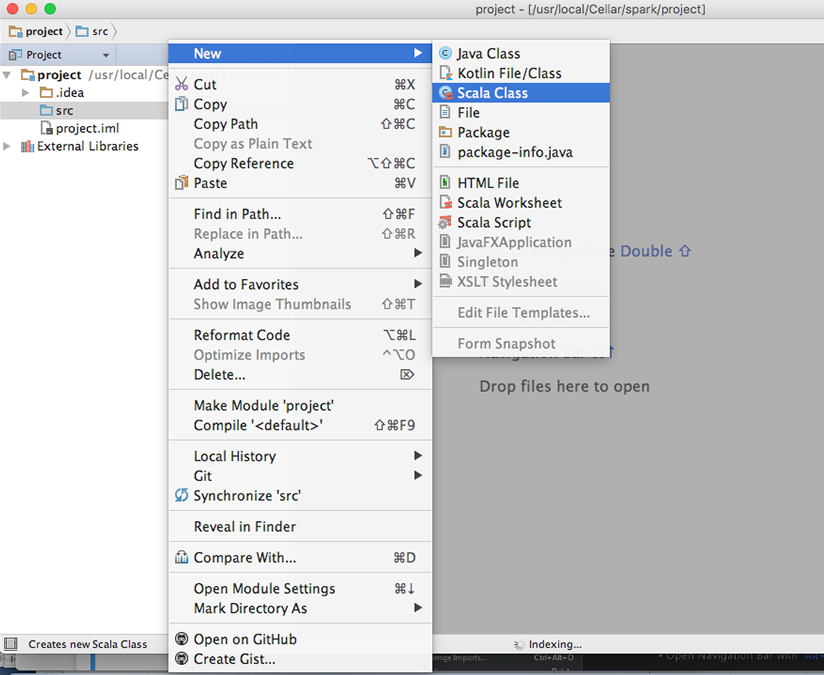 project - [/usr/local/Cellar/spark/project]
project
src
Project
project /usr/local/Ce
.idea
src
project.iml
External Libraries
New
Cut ⌘X
Copy ⌘C
Copy Path ⇧⌘C
Copy as Plain Text
Copy Reference ⌥⇧⌘C
Paste ⌘V
Find in Path... ⇧⌘F
Replace in Path... ⇧⌘R
Analyze
Add to Favorites
Show Image Thumbnails ⇧⌘T
Reformat Code ⌥⌘L
Optimize Imports ^⌥O
Delete... ⌦
Make Module 'project'
Compile '<default>' ⇧⌘F9
Local History
Git
Synchronize 'src'
Reveal in Finder
Compare With... ⌘D
Open Module Settings ⌘↓
Mark Directory As
Open on GitHub
Create Gist...
Java Class
Kotlin File/Class
Scala Class
File
Package
package-info.java
HTML File
Scala Worksheet
Scala Script
JavaFXApplication
Singleton
XSLT Stylesheet
Edit File Templates...
Form Snapshot
Double ⇧
Drop files here to open
Creates new Scala Class
Indexing...
Ctrl+Alt+O